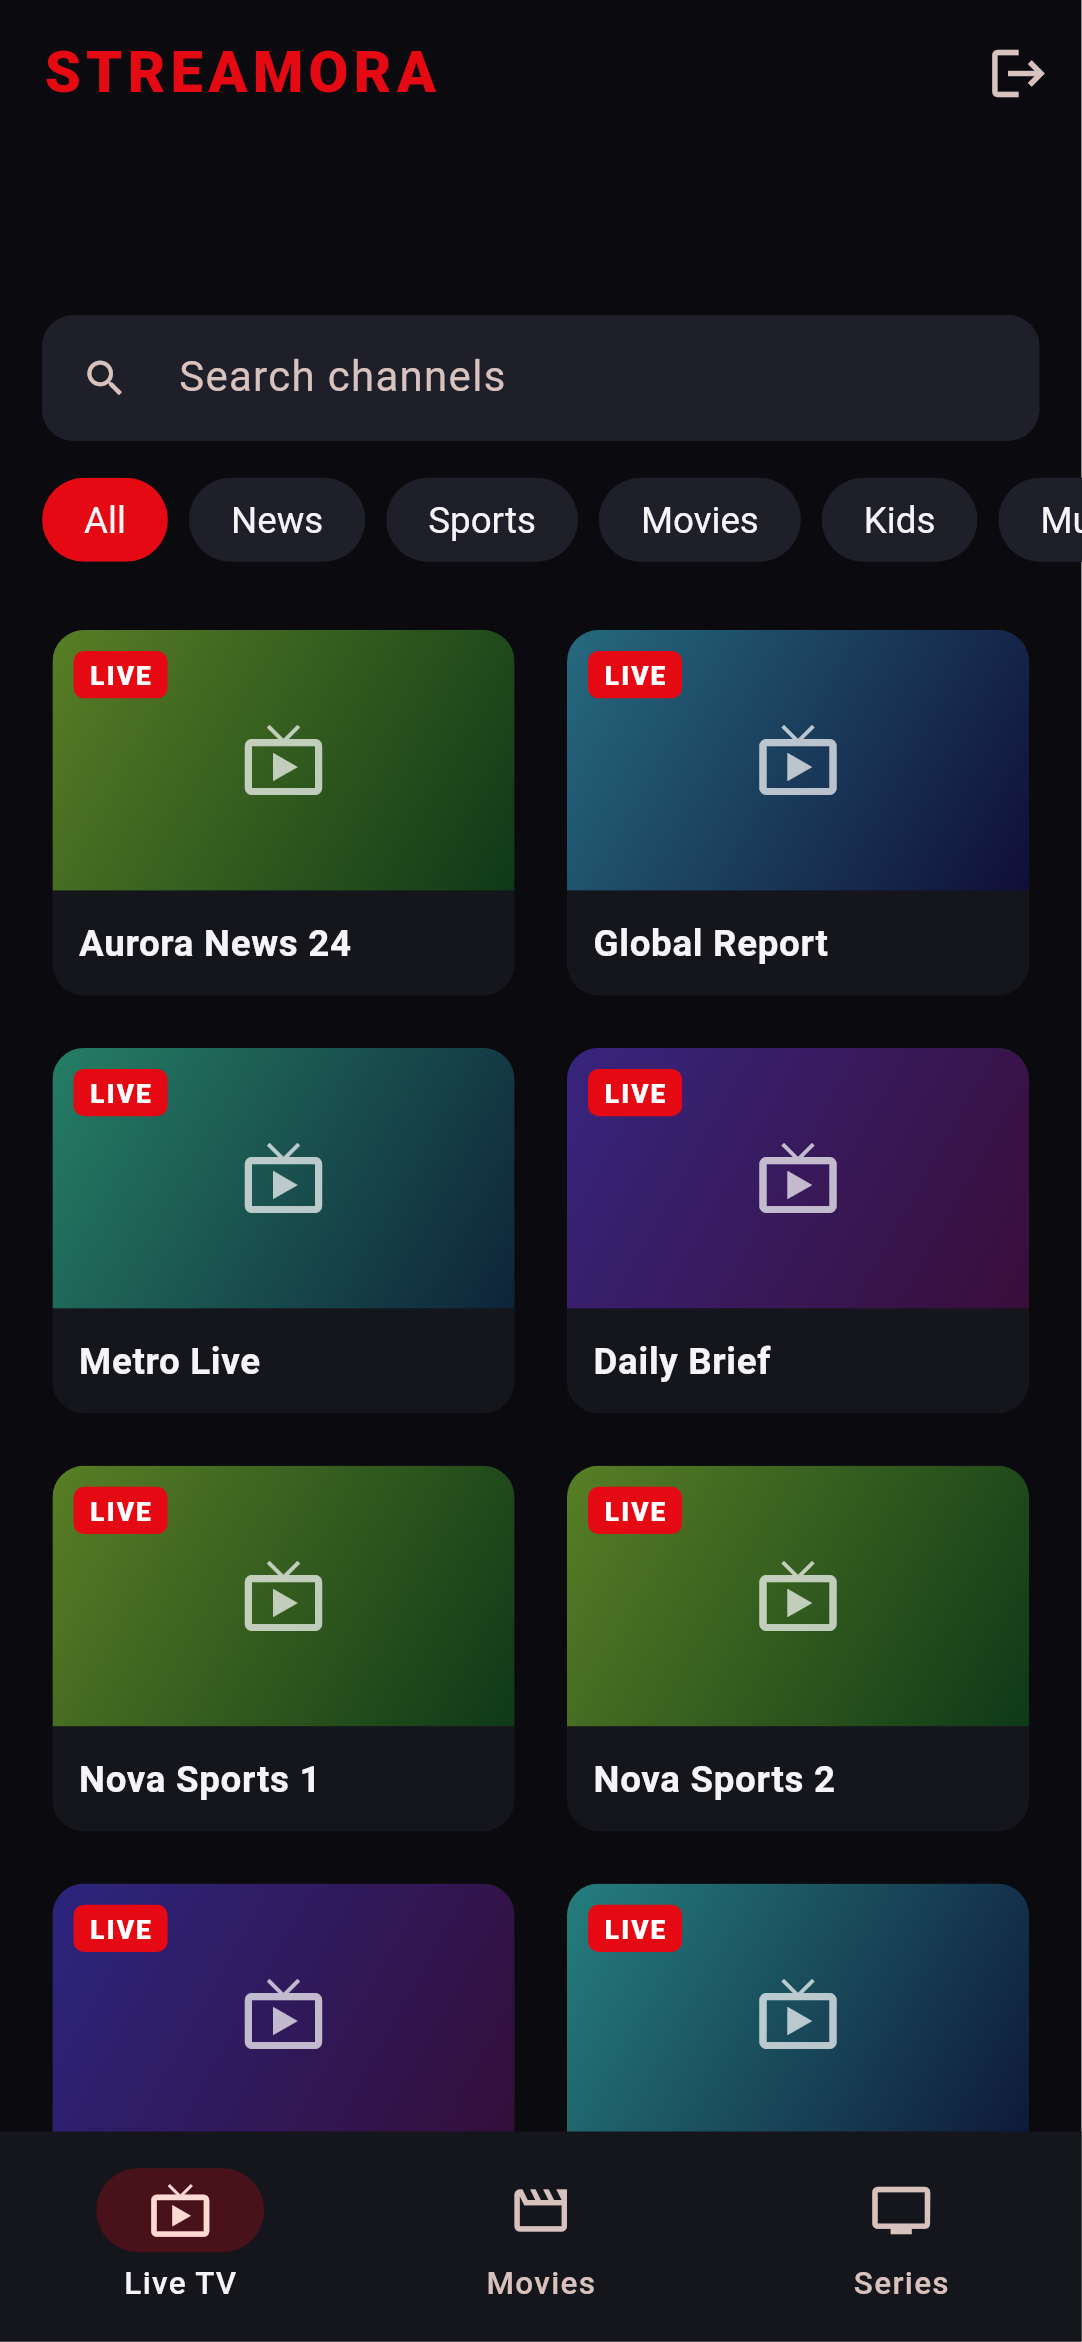 STREAMORA
Search channels
All News Sports Movies Kids Mu
LIVE LIVE
Aurora News 24 Global Report
LIVE LIVE
Metro Live Daily Brief
LIVE LIVE
Nova Sports 1 Nova Sports 2
LIVE LIVE
Live TV Movies Series